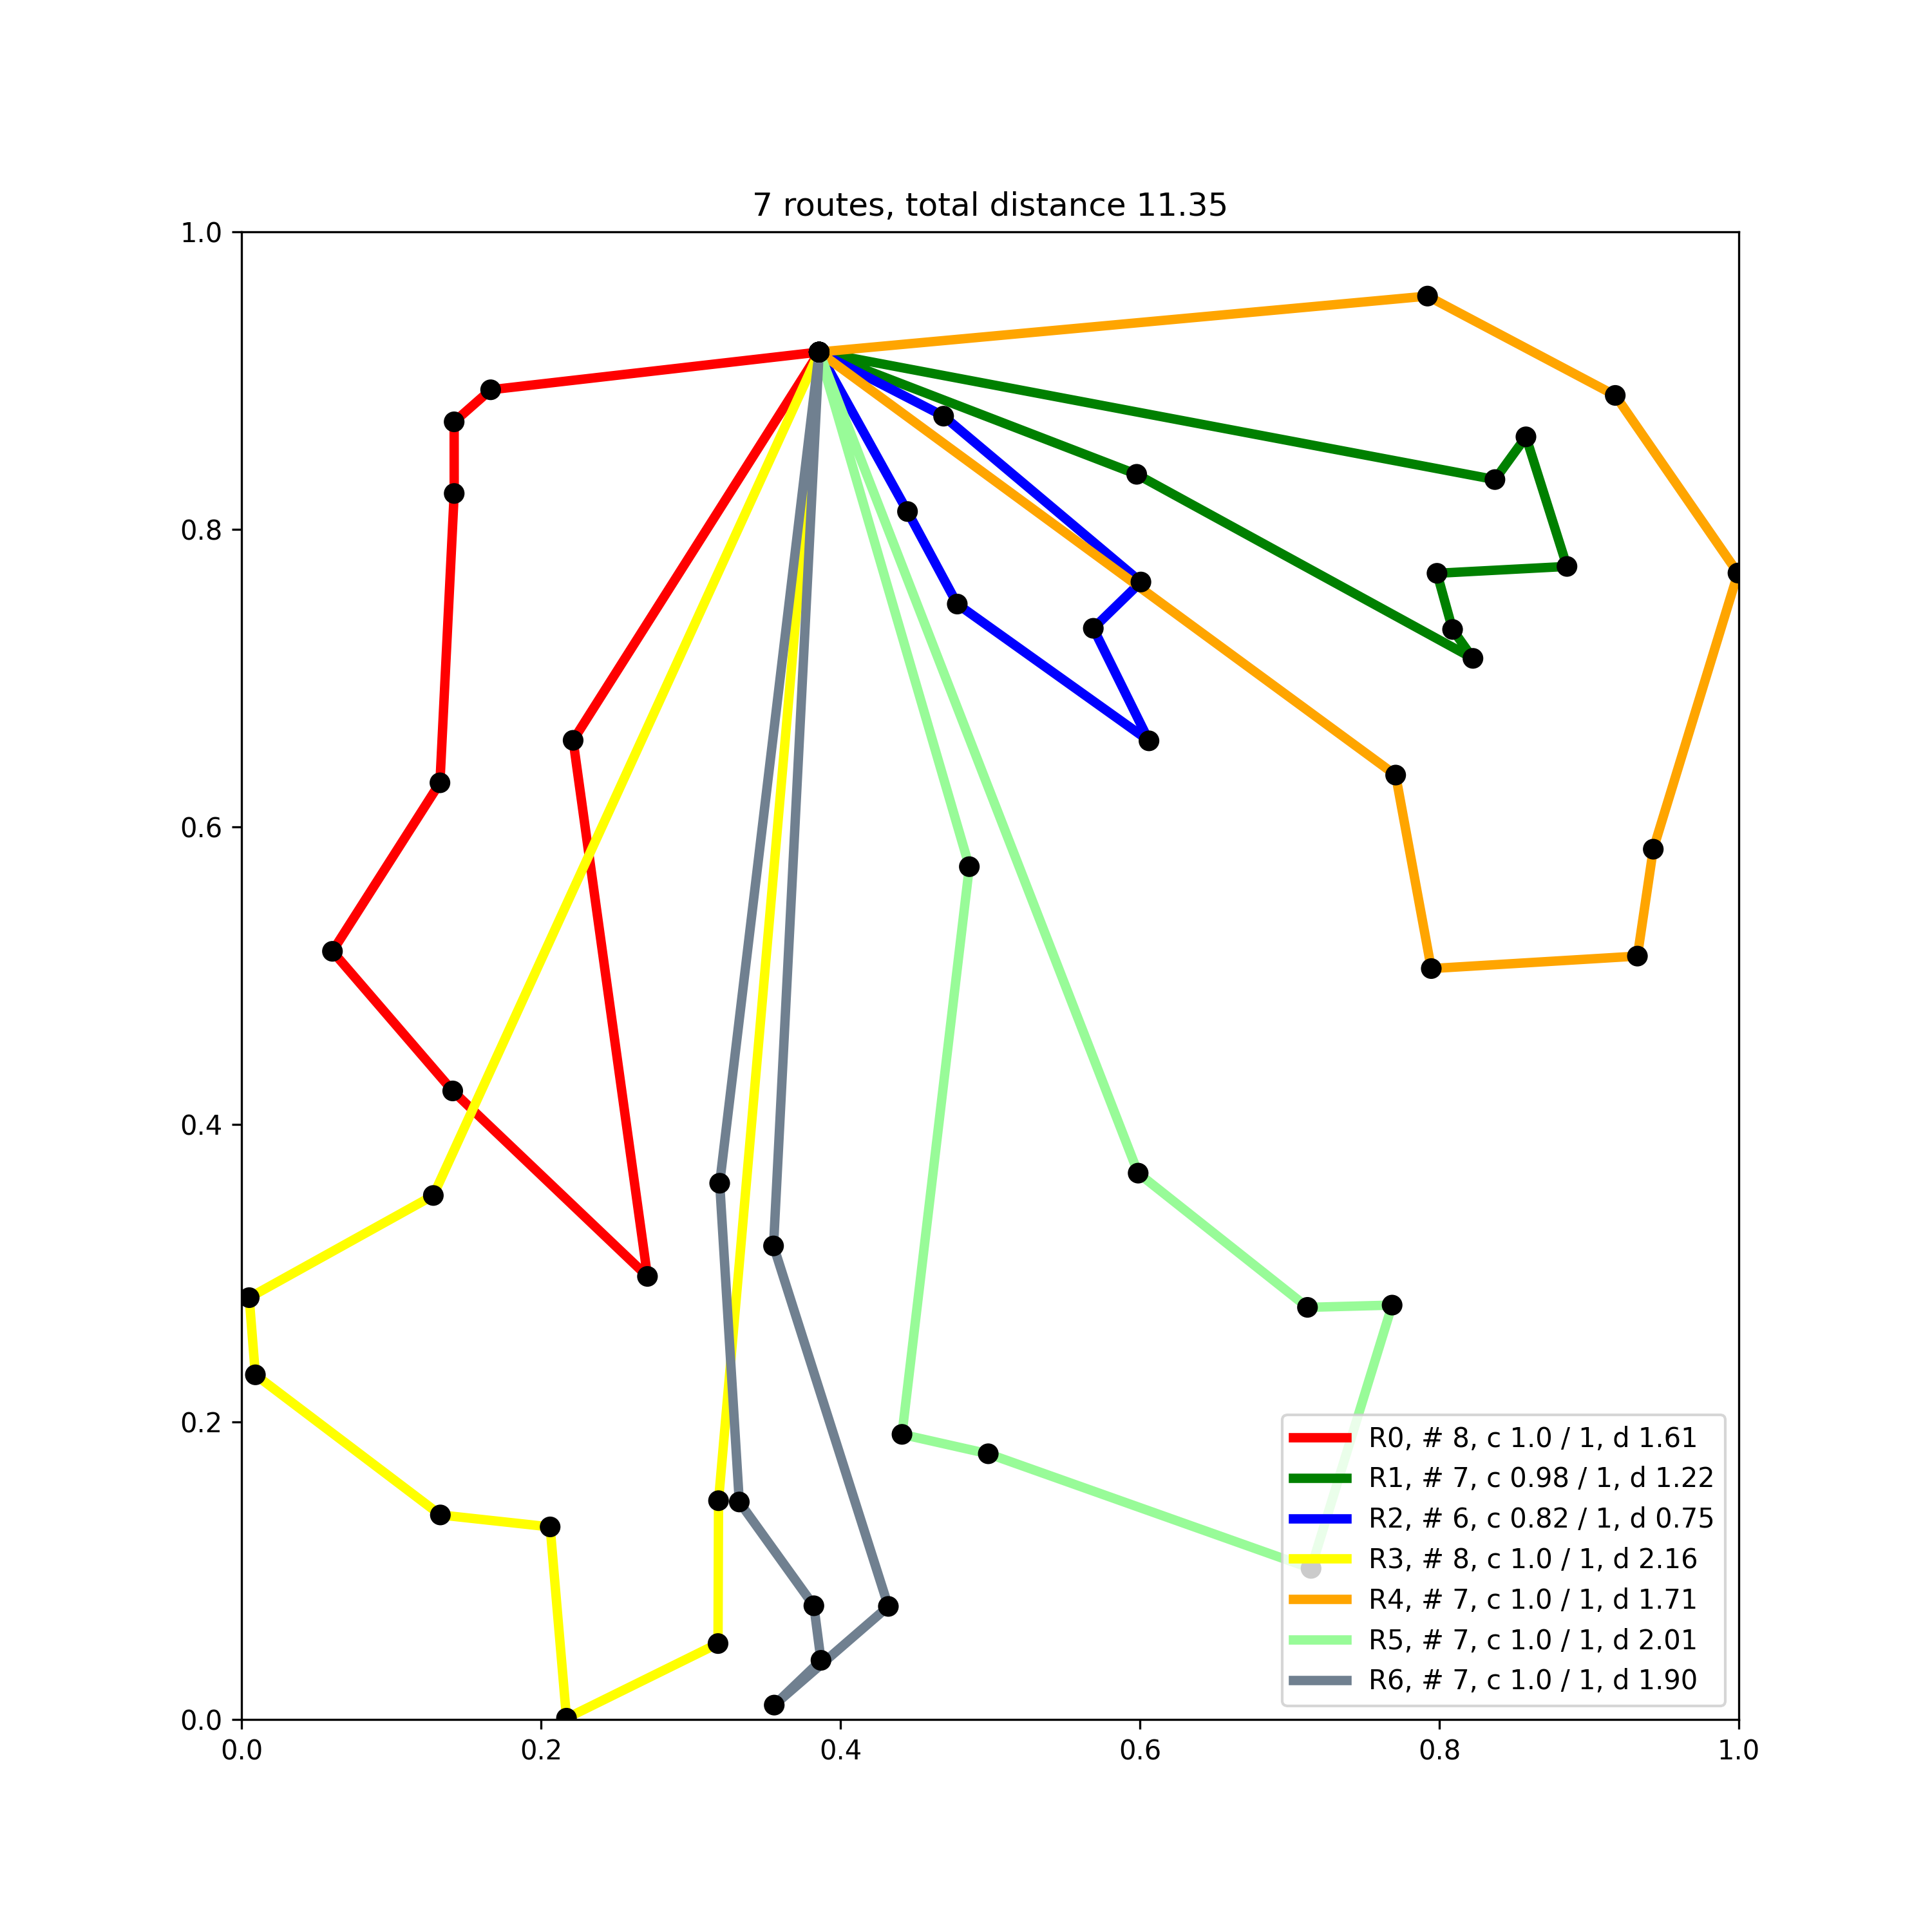 7 routes, total distance 11.35
1.0
0.8
0.6
0.4
0.2
0.0
R0, # 8, c 1.0 / 1, d 1.61
R1, # 7, c 0.98 / 1, d 1.22
R2, # 6, c 0.82 / 1, d 0.75
R3, # 8, c 1.0 / 1, d 2.16
R4, # 7, c 1.0 / 1, d 1.71
R5, # 7, c 1.0 / 1, d 2.01
R6, # 7, c 1.0 / 1, d 1.90
0.0 0.2 0.4 0.6 0.8 1.0